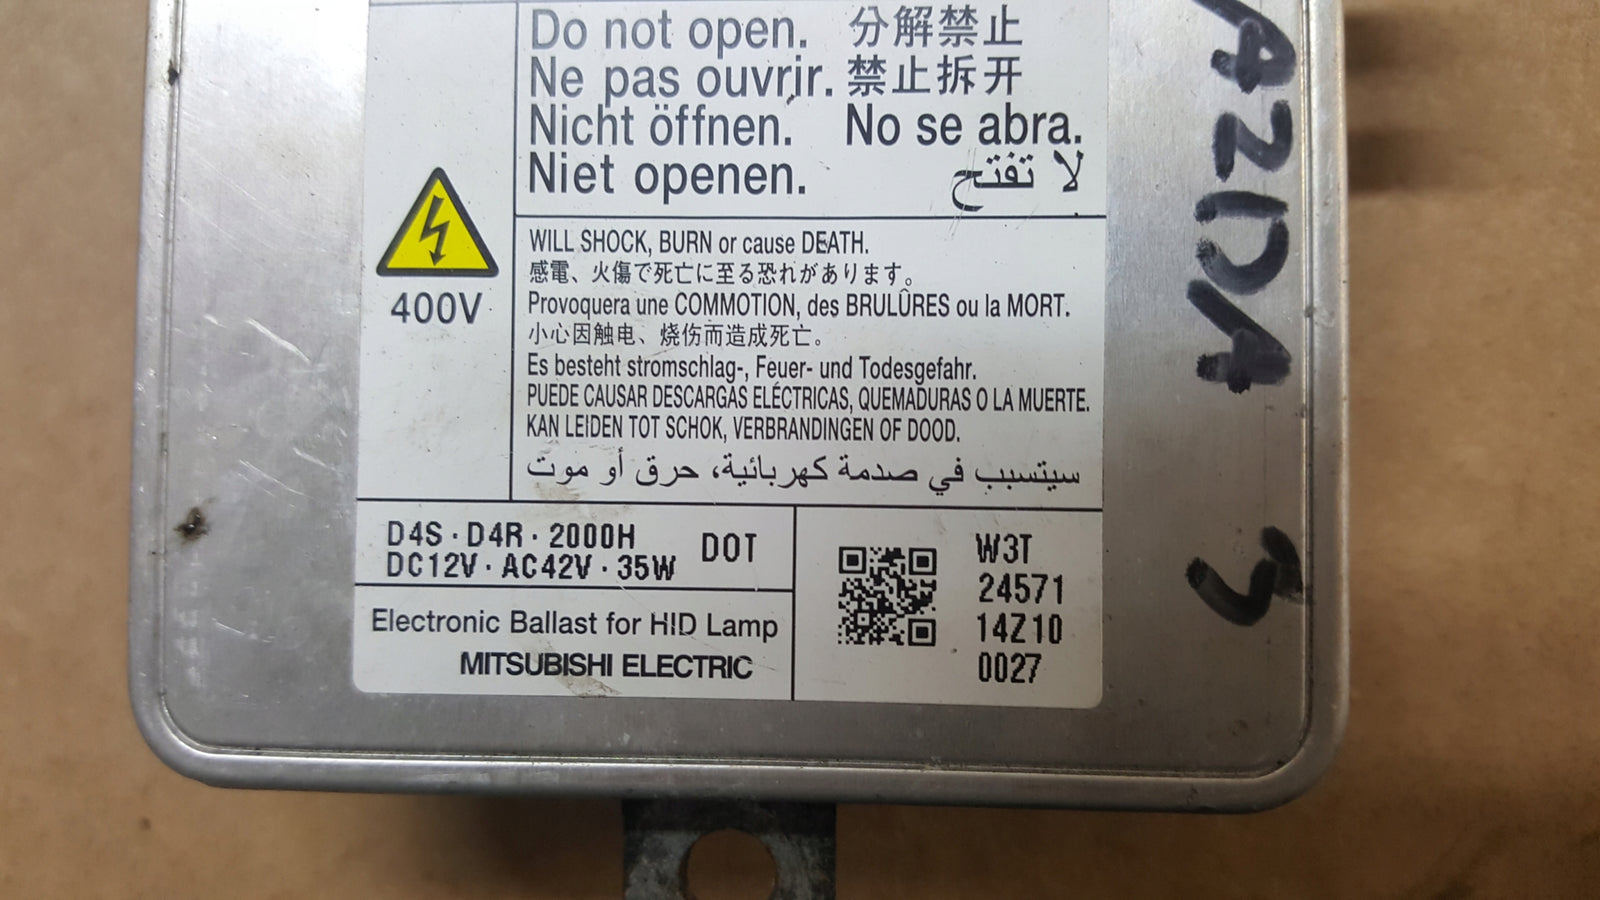 Do not open. 分解禁止
Ne pas ouvrir. 禁止拆开
Nicht öffnen. No se abra.
Niet openen. لا تفتح
400V
WILL SHOCK, BURN or cause DEATH.
感電、火傷で死亡に至る恐れがあります。
Provoquera une COMMOTION, des BRULÛRES ou la MORT.
小心因触电、烧伤而造成死亡。
Es besteht stromschlag-, Feuer- und Todesgefahr.
PUEDE CAUSAR DESCARGAS ELÉCTRICAS, QUEMADURAS O LA MUERTE.
KAN LEIDEN TOT SCHOK, VERBRANDINGEN OF DOOD.
سيتسبب في صدمة كهربائية، حرق أو موت
D4S · D4R · 2000H
DC12V · AC42V · 35W
DOT
Electronic Ballast for HID Lamp
MITSUBISHI ELECTRIC
W3T
24571
14Z10
0027
AZDA 3